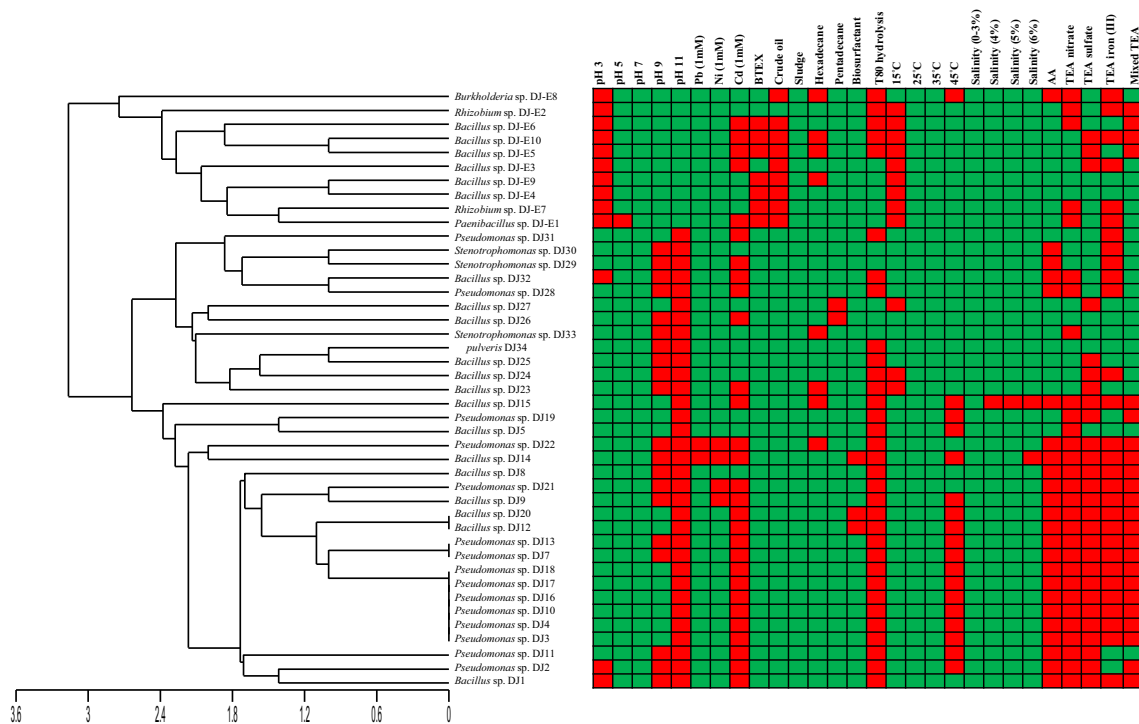 pH 3
pH 5
pH 7
pH 9
pH 11
Pb (1mM)
Ni (1mM)
Cd (1mM)
BTEX
Crude oil
Sludge
Hexadecane
Pentadecane
Biosurfactant
T80 hydrolysis
15˚C
25˚C
35˚C
45˚C
Salinity (0-3%)
Salinity (4%)
Salinity (5%)
Salinity (6%)
AA
TEA nitrate
TEA sulfate
TEA iron (III)
Mixed TEA
Burkholderia sp. DJ-E8
Rhizobium sp. DJ-E2
Bacillus sp. DJ-E6
Bacillus sp. DJ-E10
Bacillus sp. DJ-E5
Bacillus sp. DJ-E3
Bacillus sp. DJ-E9
Bacillus sp. DJ-E4
Rhizobium sp. DJ-E7
Paenibacillus sp. DJ-E1
Pseudomonas sp. DJ31
Stenotrophomonas sp. DJ30
Stenotrophomonas sp. DJ29
Bacillus sp. DJ32
Pseudomonas sp. DJ28
Bacillus sp. DJ27
Bacillus sp. DJ26
Stenotrophomonas sp. DJ33
pulveris DJ34
Bacillus sp. DJ25
Bacillus sp. DJ24
Bacillus sp. DJ23
Bacillus sp. DJ15
Pseudomonas sp. DJ19
Bacillus sp. DJ5
Pseudomonas sp. DJ22
Bacillus sp. DJ14
Bacillus sp. DJ8
Pseudomonas sp. DJ21
Bacillus sp. DJ9
Bacillus sp. DJ20
Bacillus sp. DJ12
Pseudomonas sp. DJ13
Pseudomonas sp. DJ7
Pseudomonas sp. DJ18
Pseudomonas sp. DJ17
Pseudomonas sp. DJ16
Pseudomonas sp. DJ10
Pseudomonas sp. DJ4
Pseudomonas sp. DJ3
Pseudomonas sp. DJ11
Pseudomonas sp. DJ2
Bacillus sp. DJ1
3.6 3 2.4 1.8 1.2 0.6 0